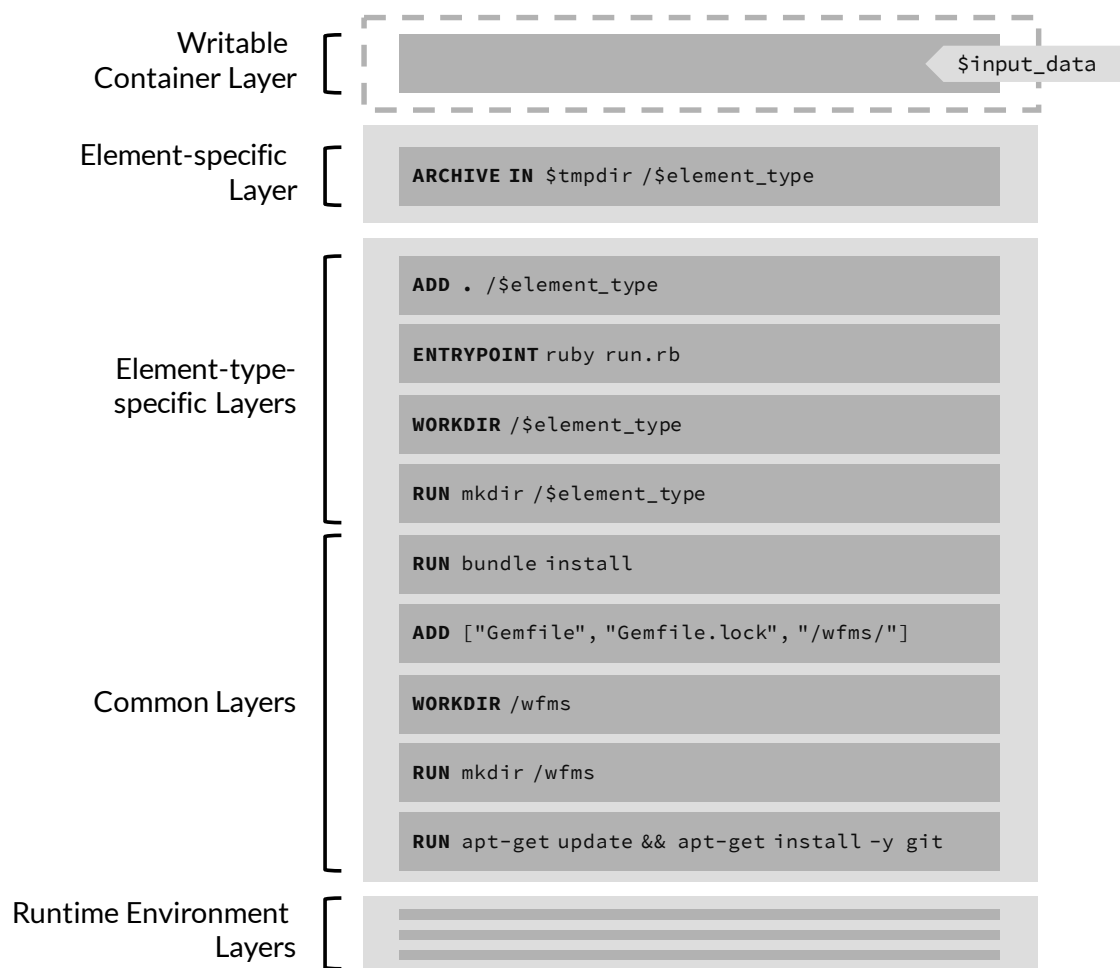 Writable
Container Layer
$input_data
Element-specific
Layer
ARCHIVE IN $tmpdir /$element_type
Element-type-
specific Layers
ADD . /$element_type
ENTRYPOINT ruby run.rb
WORKDIR /$element_type
RUN mkdir /$element_type
Common Layers
RUN bundle install
ADD ["Gemfile", "Gemfile.lock", "/wfms/"]
WORKDIR /wfms
RUN mkdir /wfms
RUN apt-get update && apt-get install -y git
Runtime Environment
Layers